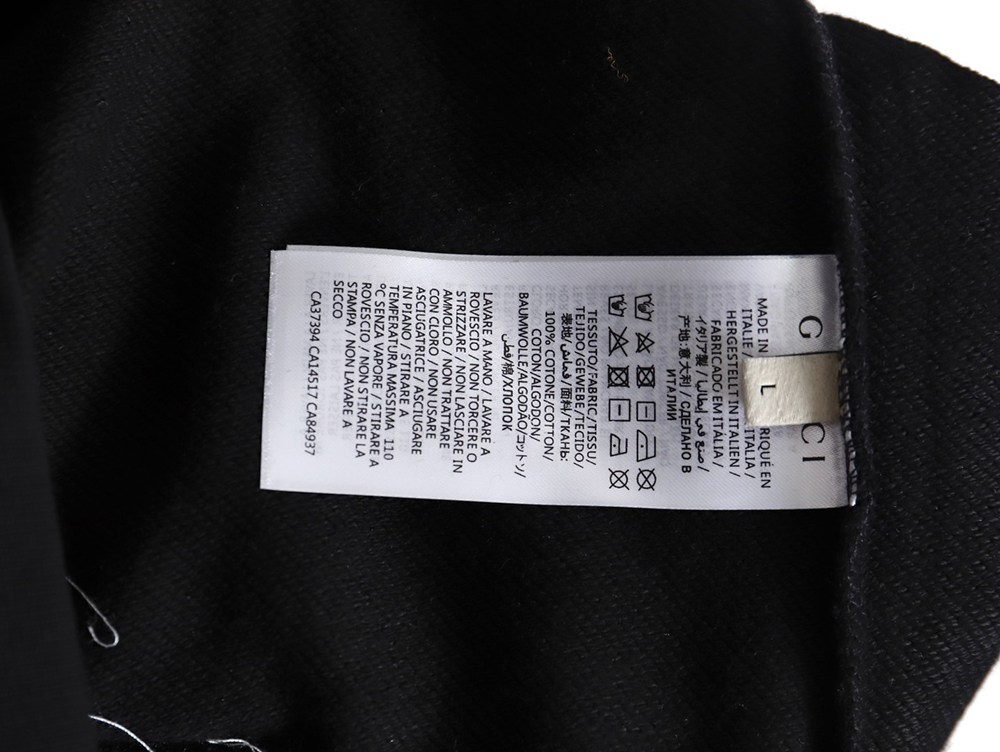 G CI
L
MADE IN ITALIA /
ITALIE / RIQUÉ EN
HERGESTELLT IN ITALIEN /
FABRICADO EM ITALIA /
イタリア製 / صنع في إيطاليا /
产地:意大利 / СДЕЛАНО В
ИТАЛИИ
TESSUTO/FABRIC/TISSU/
TEJIDO/GEWEBE/TECIDO/
表地/قماش/面料/ТКАНЬ:
100% COTONE/COTTON/
COTON/ALGODON/
BAUMWOLLE/ALGODÃO/コットン/
قطن/棉/ХЛОПОК
LAVARE A MANO / LAVARE A
ROVESCIO / NON TORCERE O
STRIZZARE / NON LASCIARE IN
AMMOLLO / NON TRATTARE
CON CLORO / NON USARE
ASCIUGATRICE / ASCIUGARE
IN PIANO / STIRARE A
TEMPERATURA MASSIMA 110
°C SENZA VAPORE / STIRARE A
ROVESCIO / NON STIRARE LA
STAMPA / NON LAVARE A
SECCO
CA37394 CA14517 CA84937